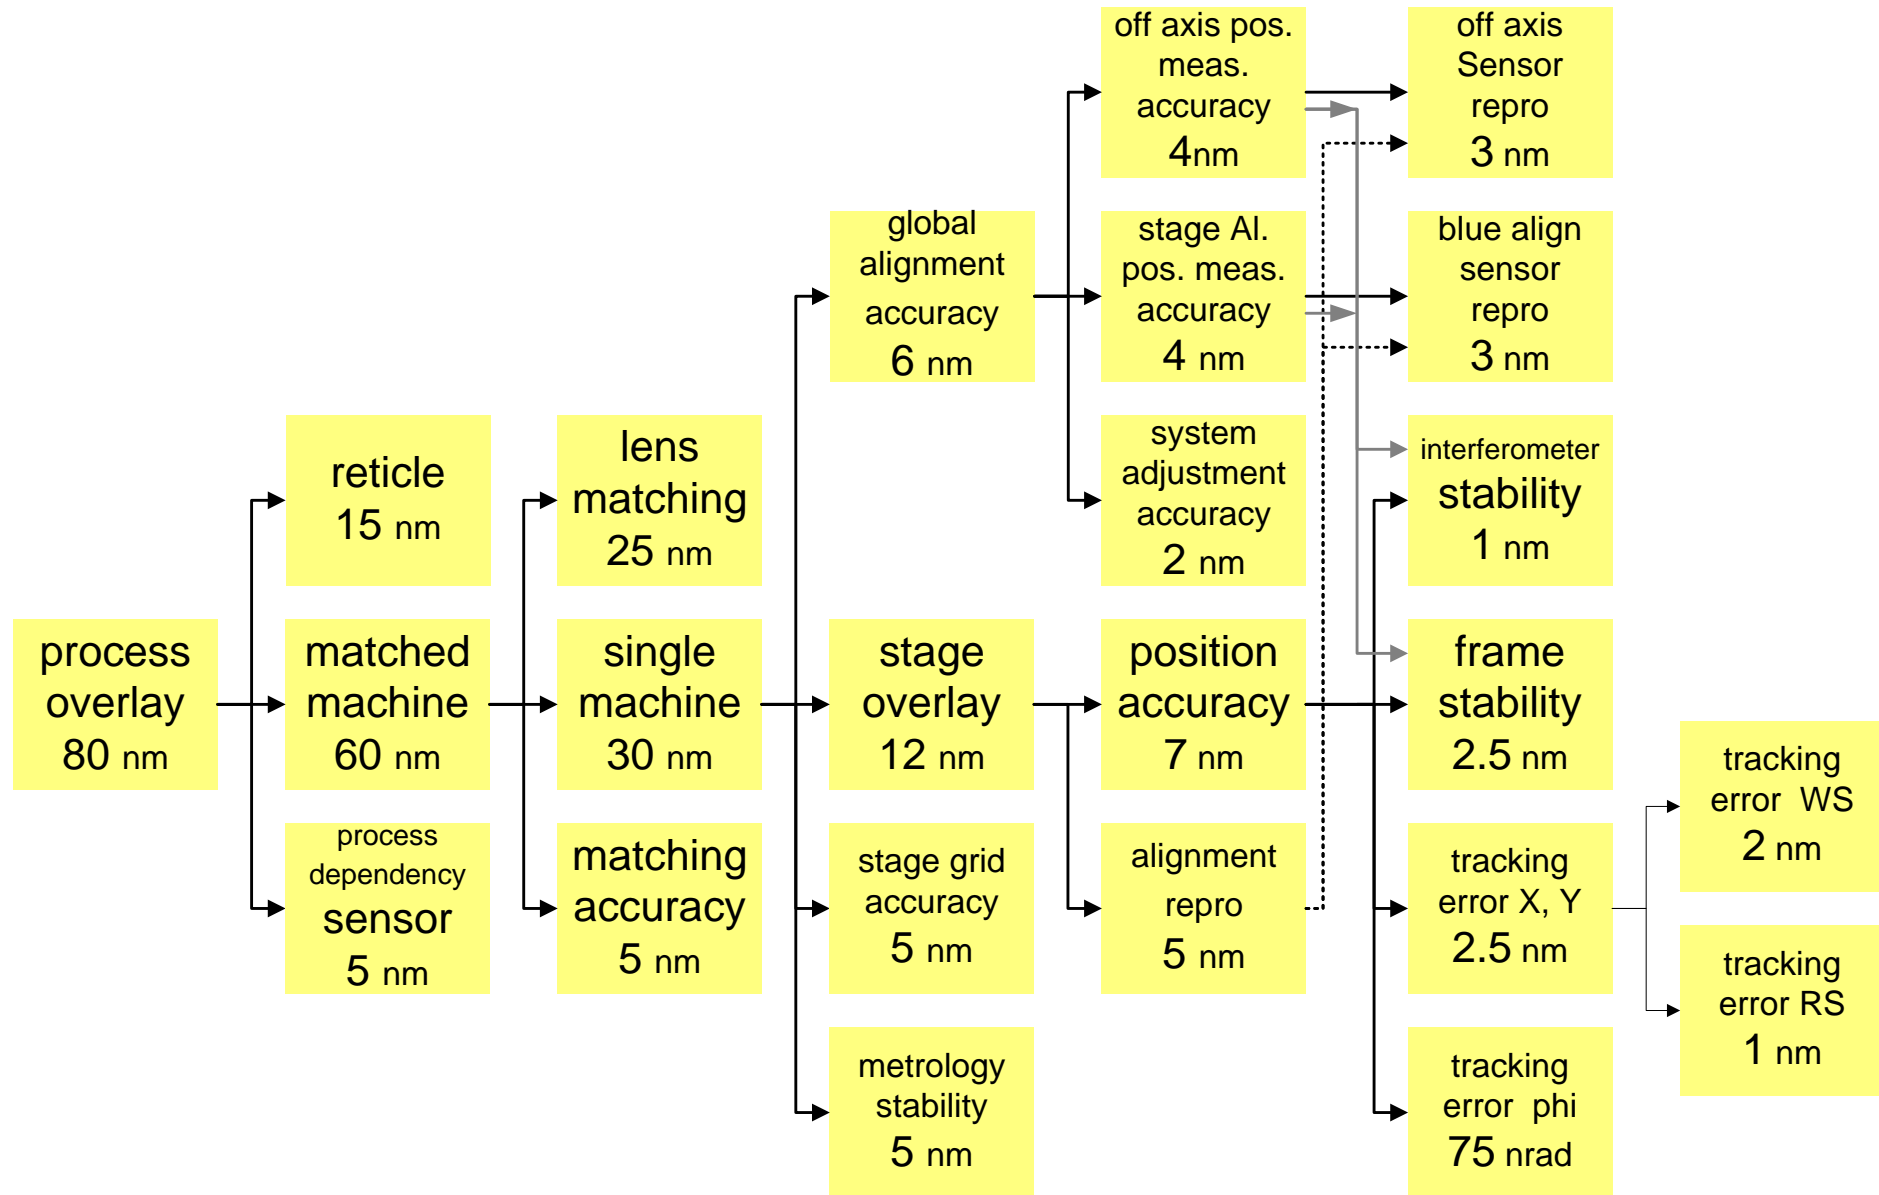 off axis pos.
meas.
accuracy
4nm
off axis
Sensor
repro
3 nm
global
alignment
accuracy
6 nm
stage Al.
pos. meas.
accuracy
4 nm
blue align
sensor
repro
3 nm
reticle
15 nm
lens
matching
25 nm
system
adjustment
accuracy
2 nm
interferometer
stability
1 nm
process
overlay
80 nm
matched
machine
60 nm
single
machine
30 nm
stage
overlay
12 nm
position
accuracy
7 nm
frame
stability
2.5 nm
tracking
error WS
2 nm
process
dependency
sensor
5 nm
matching
accuracy
5 nm
stage grid
accuracy
5 nm
alignment
repro
5 nm
tracking
error X, Y
2.5 nm
tracking
error RS
1 nm
metrology
stability
5 nm
tracking
error phi
75 nrad